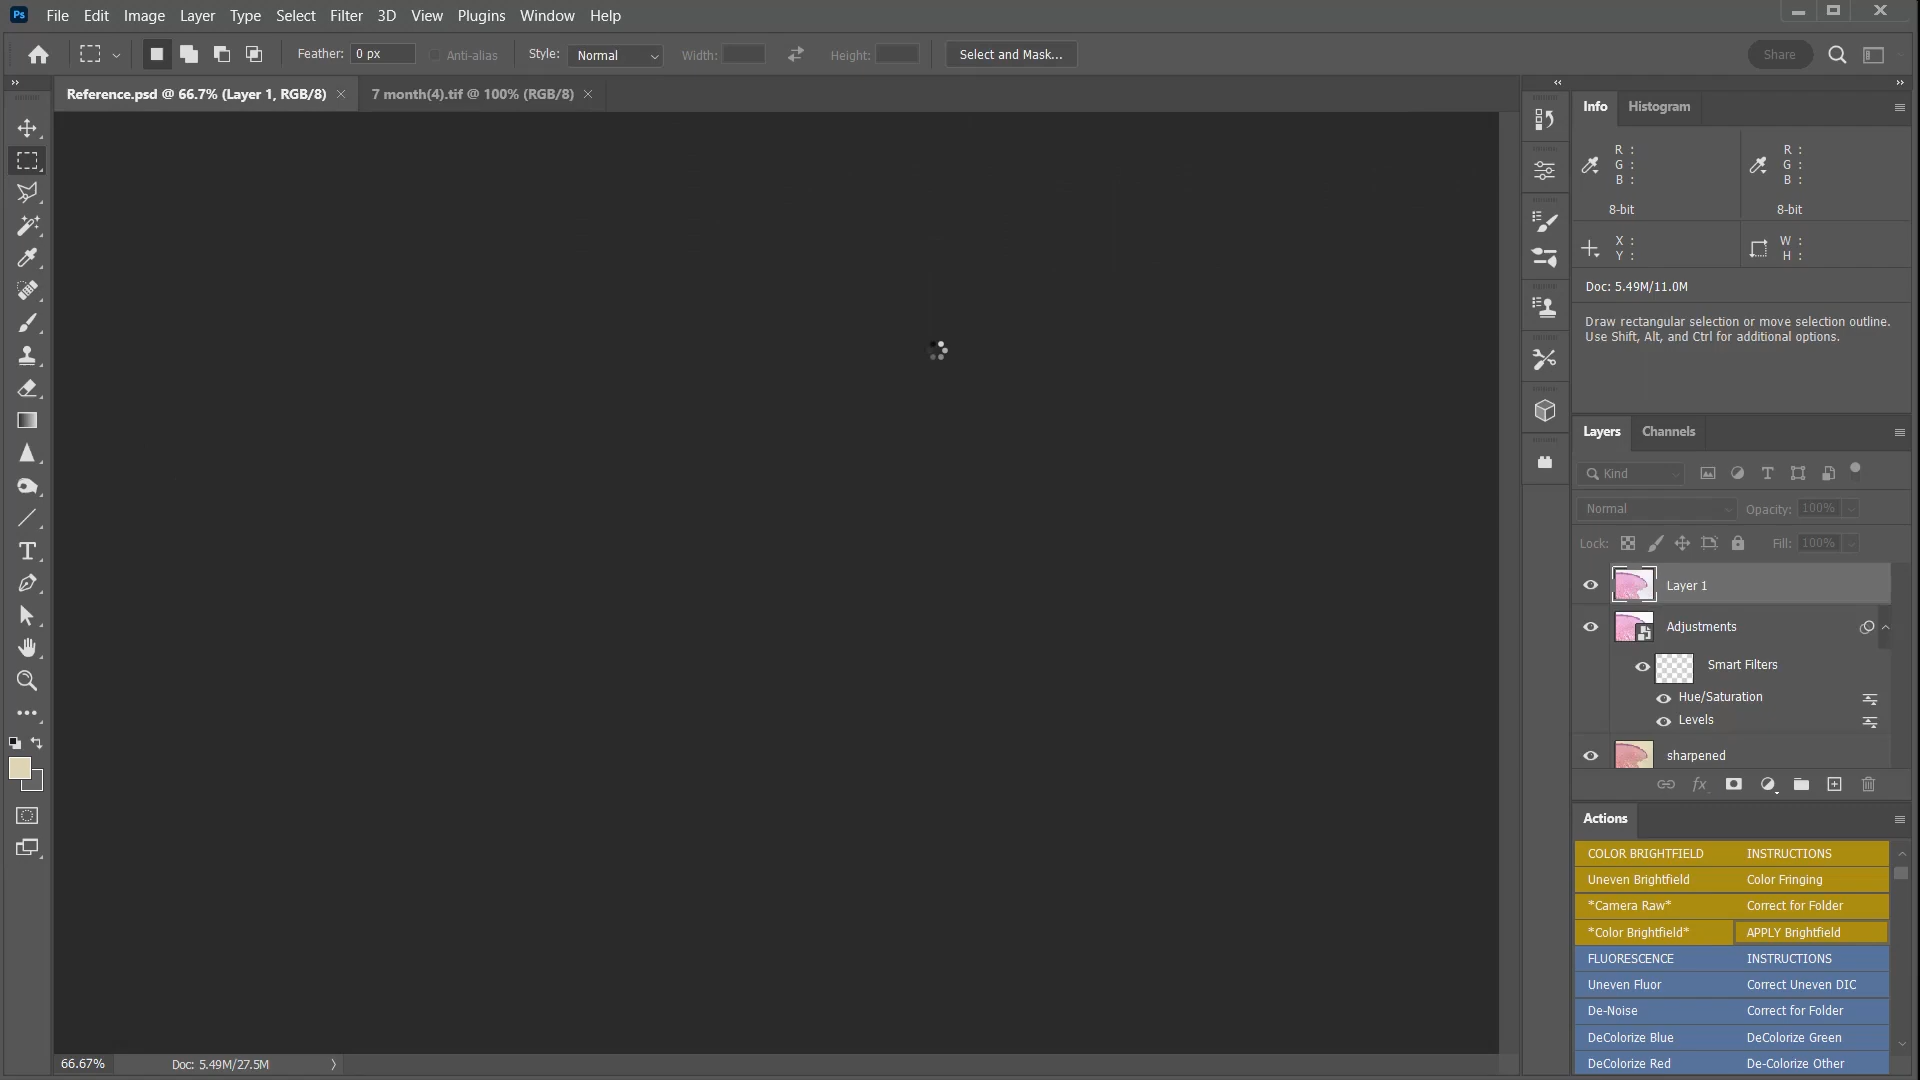 Ps File Edit Image Layer Type Select Filter 3D View Plugins Window Help
Feather: 0 px Anti-alias Style: Normal Width: Height: Select and Mask... Share
Reference.psd @ 66.7% (Layer 1, RGB/8) 7 month(4).tif @ 100% (RGB/8)
Info Histogram
R : R :
G : G :
B : B :
8-bit 8-bit
X : W :
Y : H :
Doc: 5.49M/11.0M
Draw rectangular selection or move selection outline.
Use Shift, Alt, and Ctrl for additional options.
Layers Channels
Kind
Normal Opacity: 100%
Lock: Fill: 100%
Layer 1
Adjustments
Smart Filters
Hue/Saturation
Levels
sharpened
fx
Actions
COLOR BRIGHTFIELD INSTRUCTIONS
Uneven Brightfield Color Fringing
*Camera Raw* Correct for Folder
*Color Brightfield* APPLY Brightfield
FLUORESCENCE INSTRUCTIONS
Uneven Fluor Correct Uneven DIC
De-Noise Correct for Folder
DeColorize Blue DeColorize Green
DeColorize Red De-Colorize Other
66.67% Doc: 5.49M/27.5M